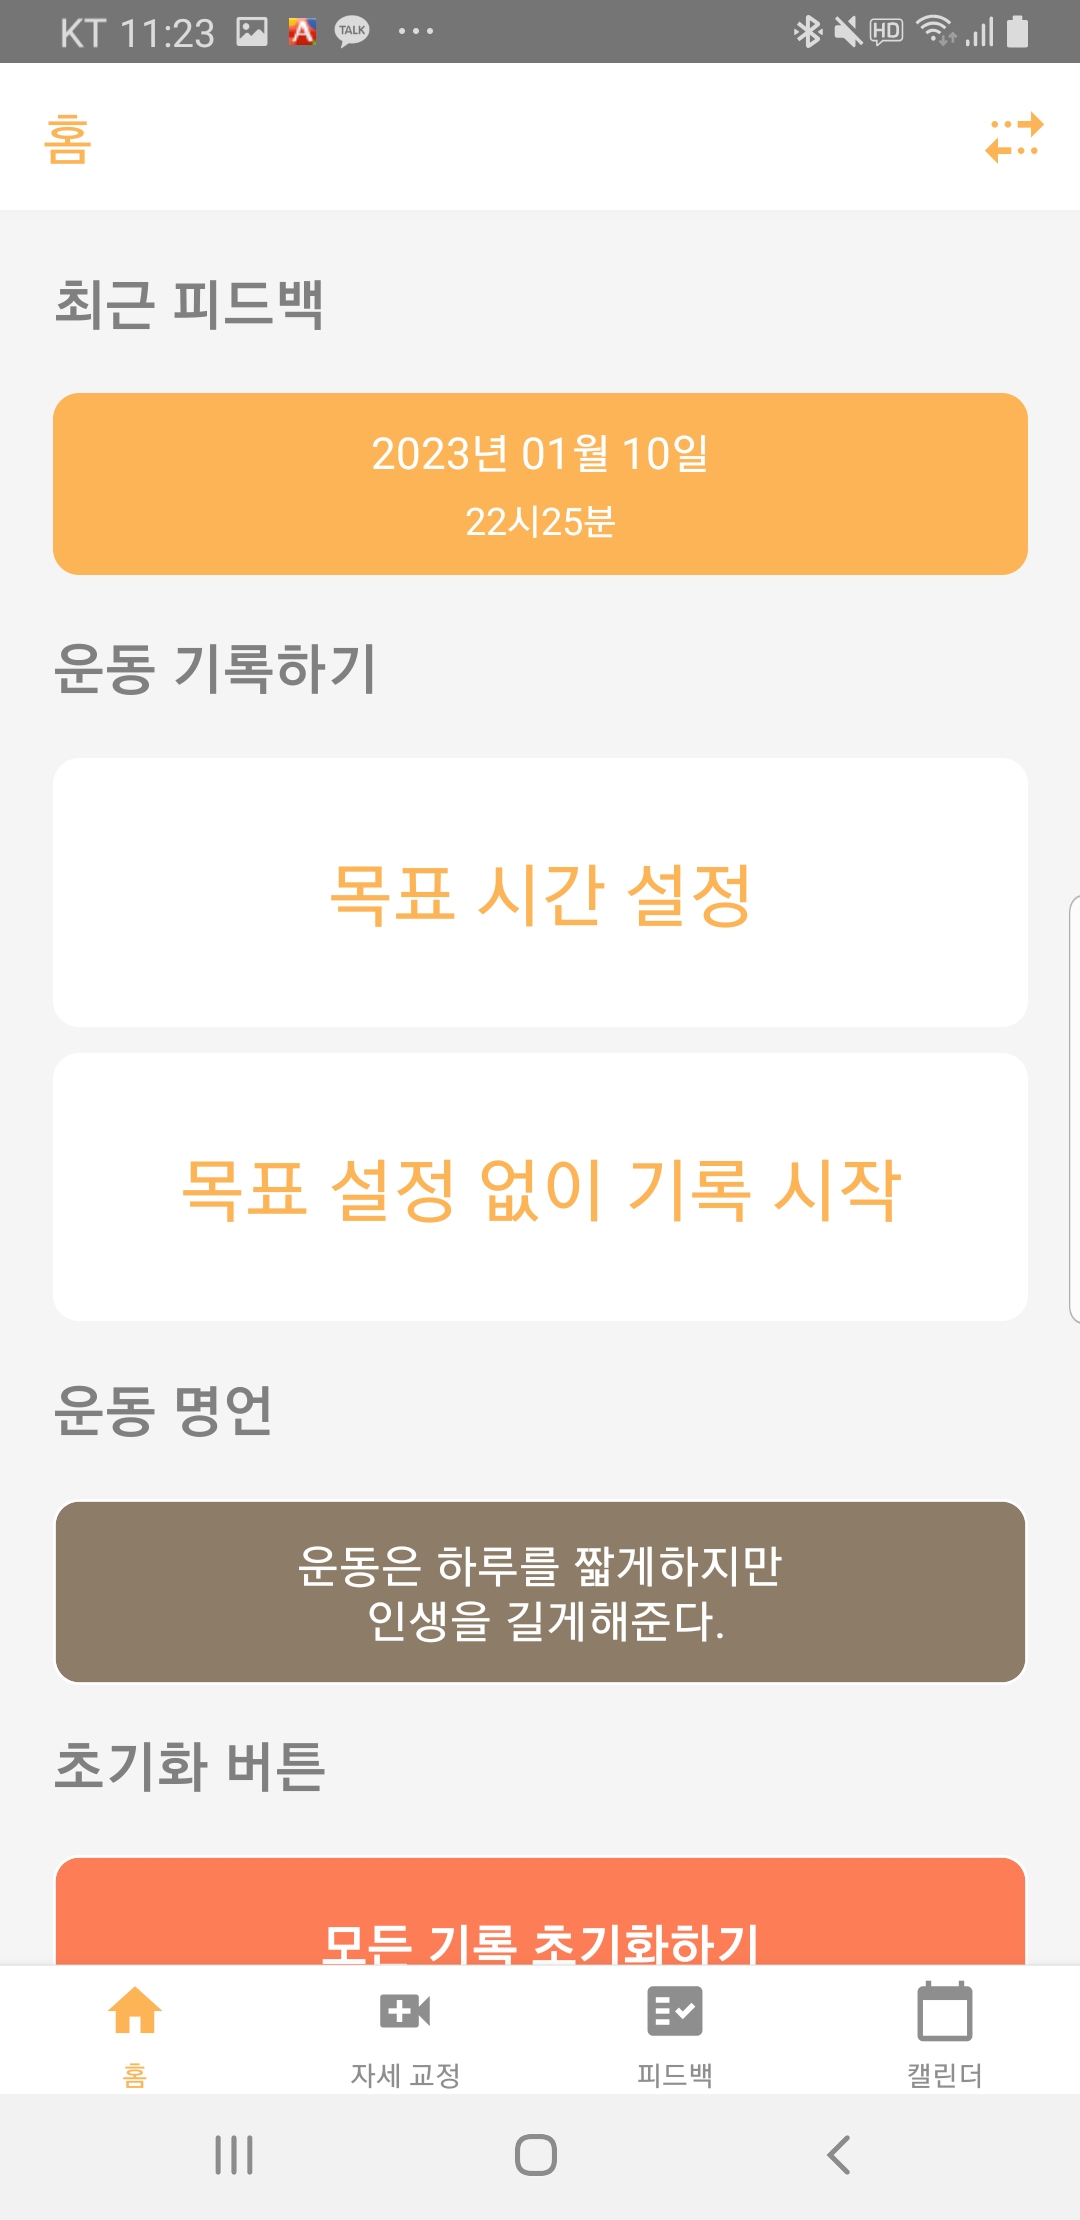 KT 11:23 A TALK HD
홈
최근 피드백
2023년 01월 10일
22시25분
운동 기록하기
목표 시간 설정
목표 설정 없이 기록 시작
운동 명언
운동은 하루를 짧게하지만
인생을 길게해준다.
초기화 버튼
모든 기록 초기화하기
홈 자세 교정 피드백 캘린더